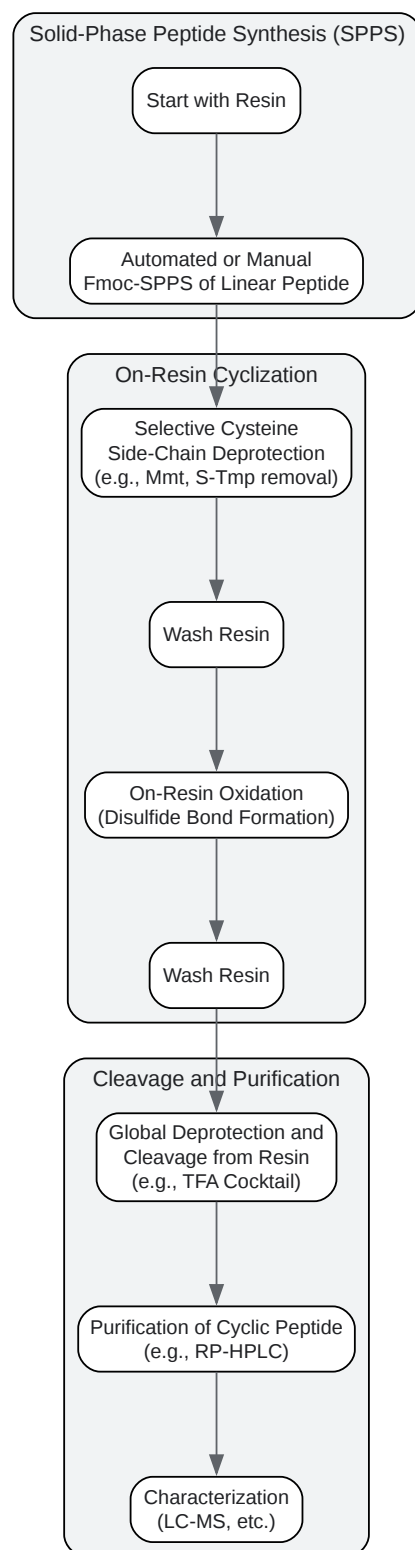 Solid-Phase Peptide Synthesis (SPPS)
Start with Resin
Automated or Manual
Fmoc-SPPS of Linear Peptide
On-Resin Cyclization
Selective Cysteine
Side-Chain Deprotection
(e.g., Mmt, S-Tmp removal)
Wash Resin
On-Resin Oxidation
(Disulfide Bond Formation)
Wash Resin
Cleavage and Purification
Global Deprotection and
Cleavage from Resin
(e.g., TFA Cocktail)
Purification of Cyclic Peptide
(e.g., RP-HPLC)
Characterization
(LC-MS, etc.)